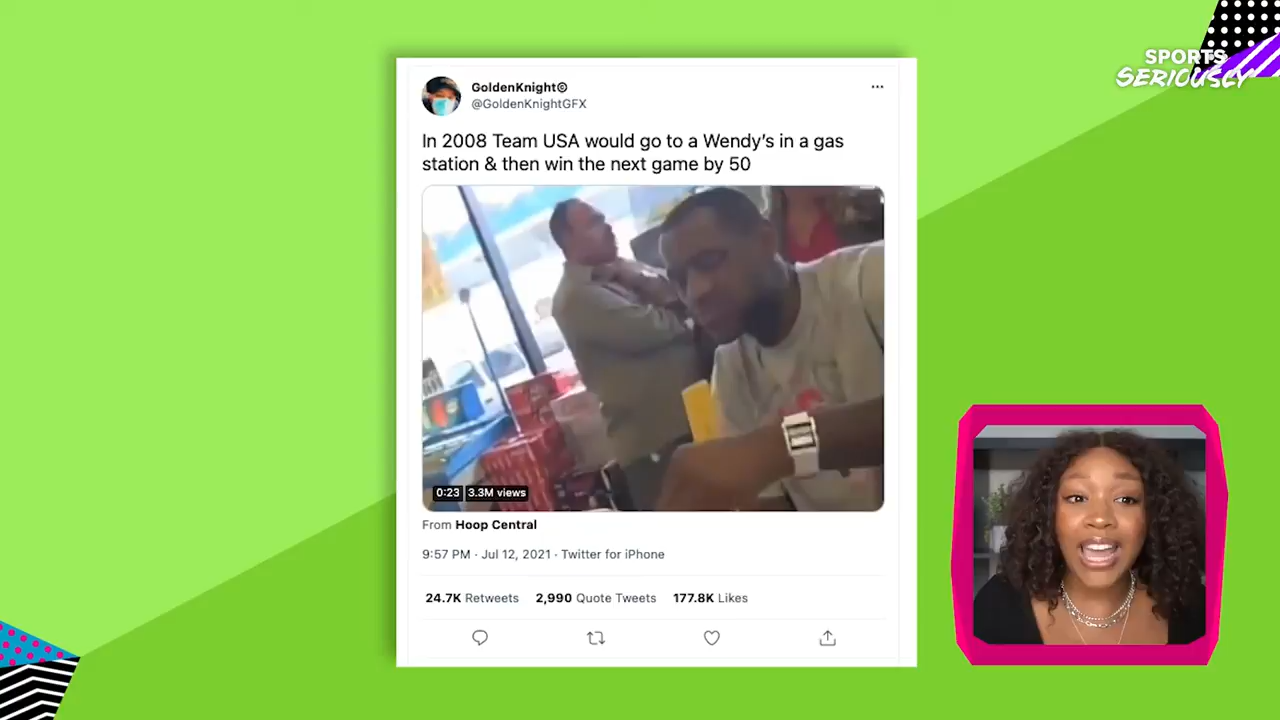 SPORTS
SERIOUSLY
GoldenKnight©
@GoldenKnightGFX
In 2008 Team USA would go to a Wendy's in a gas
station & then win the next game by 50
0:23 3.3M views
From Hoop Central
9:57 PM · Jul 12, 2021 · Twitter for iPhone
24.7K Retweets 2,990 Quote Tweets 177.8K Likes